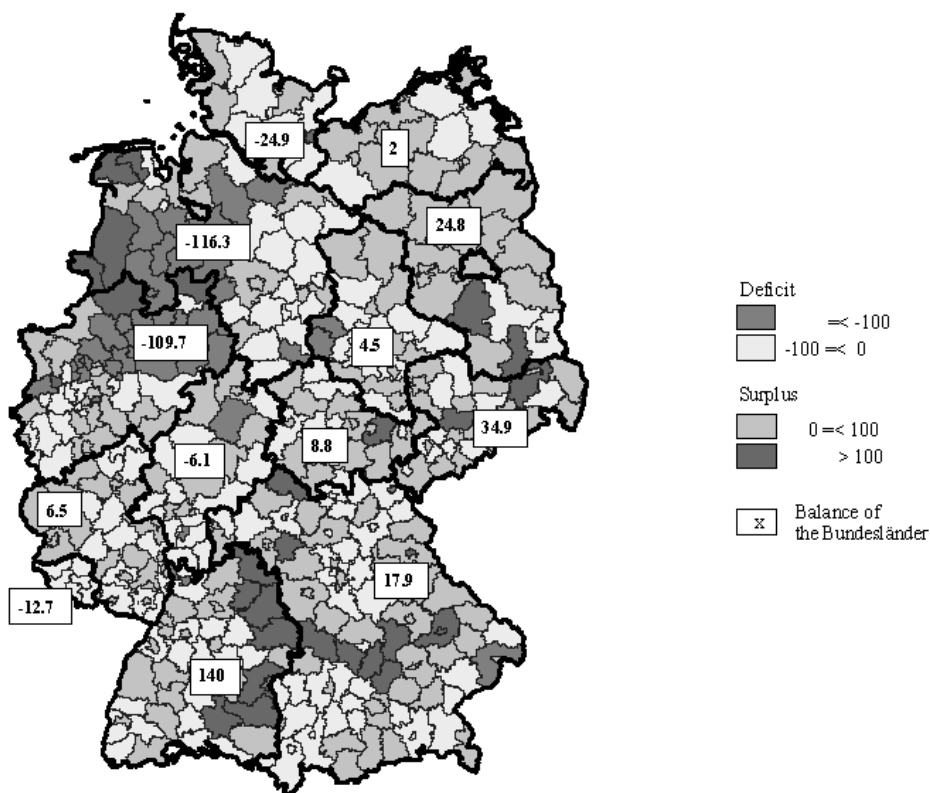 -24.9
2
-116.3
24.8
-109.7
4.5
34.9
8.8
-6.1
6.5
17.9
-12.7
140
Deficit
=< -100
-100 =< 0
Surplus
0 =< 100
> 100
x Balance of
the Bundesländer